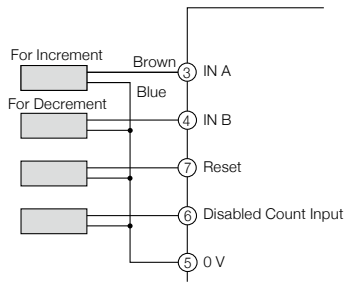 For Increment
Brown
3 IN A
Blue
For Decrement
4 IN B
7 Reset
6 Disabled Count Input
5 0 V